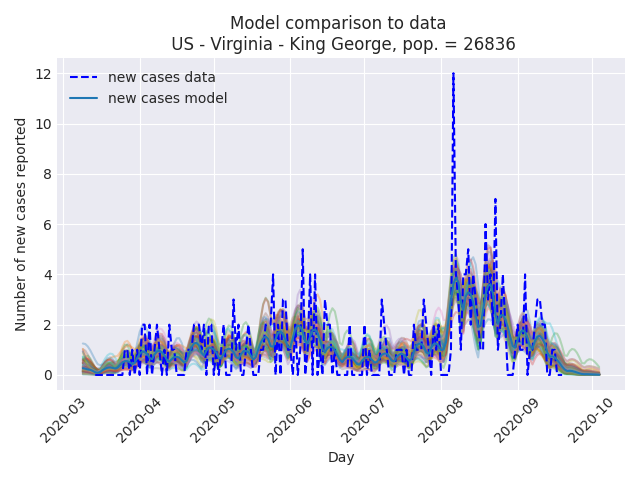 Model comparison to data
US - Virginia - King George, pop. = 26836
new cases data
new cases model
Number of new cases reported
12
10
8
6
4
2
0
2020-03
2020-04
2020-05
2020-06
2020-07
2020-08
2020-09
2020-10
Day